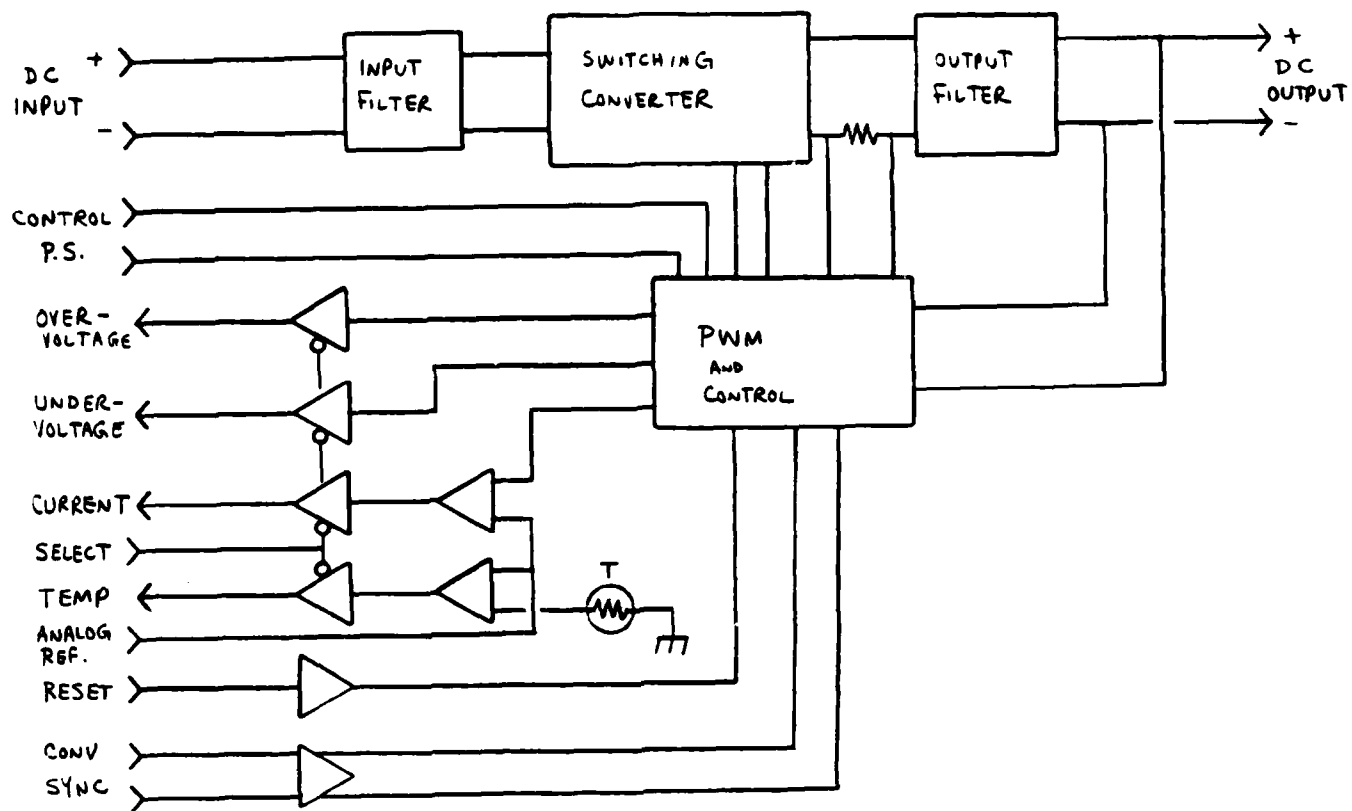 +
DC
INPUT
-
INPUT
FILTER
SWITCHING
CONVERTER
OUTPUT
FILTER
+
DC
OUTPUT
-
CONTROL
P.S.
OVER-
VOLTAGE
UNDER-
VOLTAGE
CURRENT
SELECT
TEMP
ANALOG
REF.
RESET
CONV
SYNC
PWM
AND
CONTROL
T